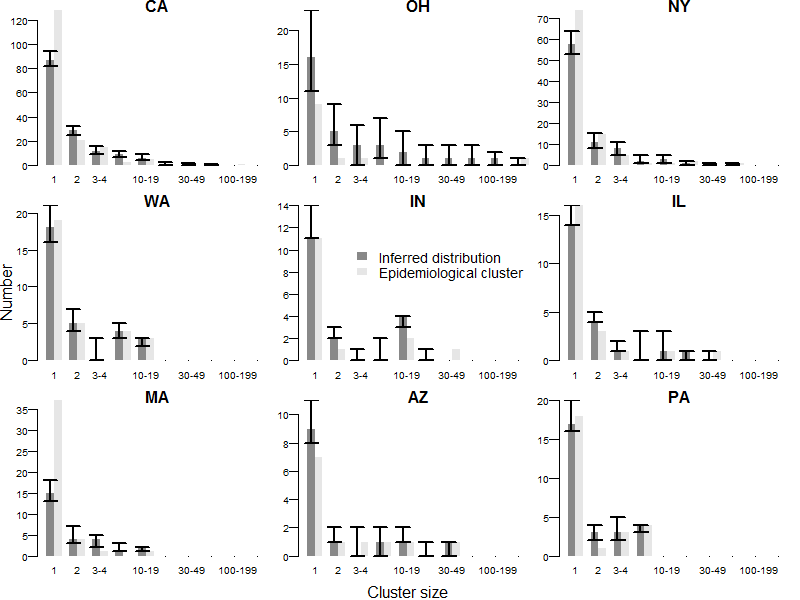 CA
OH
NY
120
100
80
60
40
20
0
20
15
10
5
0
70
60
50
40
30
20
10
0
1 2 3-4 10-19 30-49 100-199
1 2 3-4 10-19 30-49 100-199
1 2 3-4 10-19 30-49 100-199
WA
IN
IL
20
15
10
5
0
14
12
10
8
6
4
2
0
15
10
5
0
Inferred distribution
Epidemiological cluster
Number
1 2 3-4 10-19 30-49 100-199
1 2 3-4 10-19 30-49 100-199
1 2 3-4 10-19 30-49 100-199
MA
AZ
PA
35
30
25
20
15
10
5
0
10
8
6
4
2
0
20
15
10
5
0
1 2 3-4 10-19 30-49 100-199
1 2 3-4 10-19 30-49 100-199
1 2 3-4 10-19 30-49 100-199
Cluster size